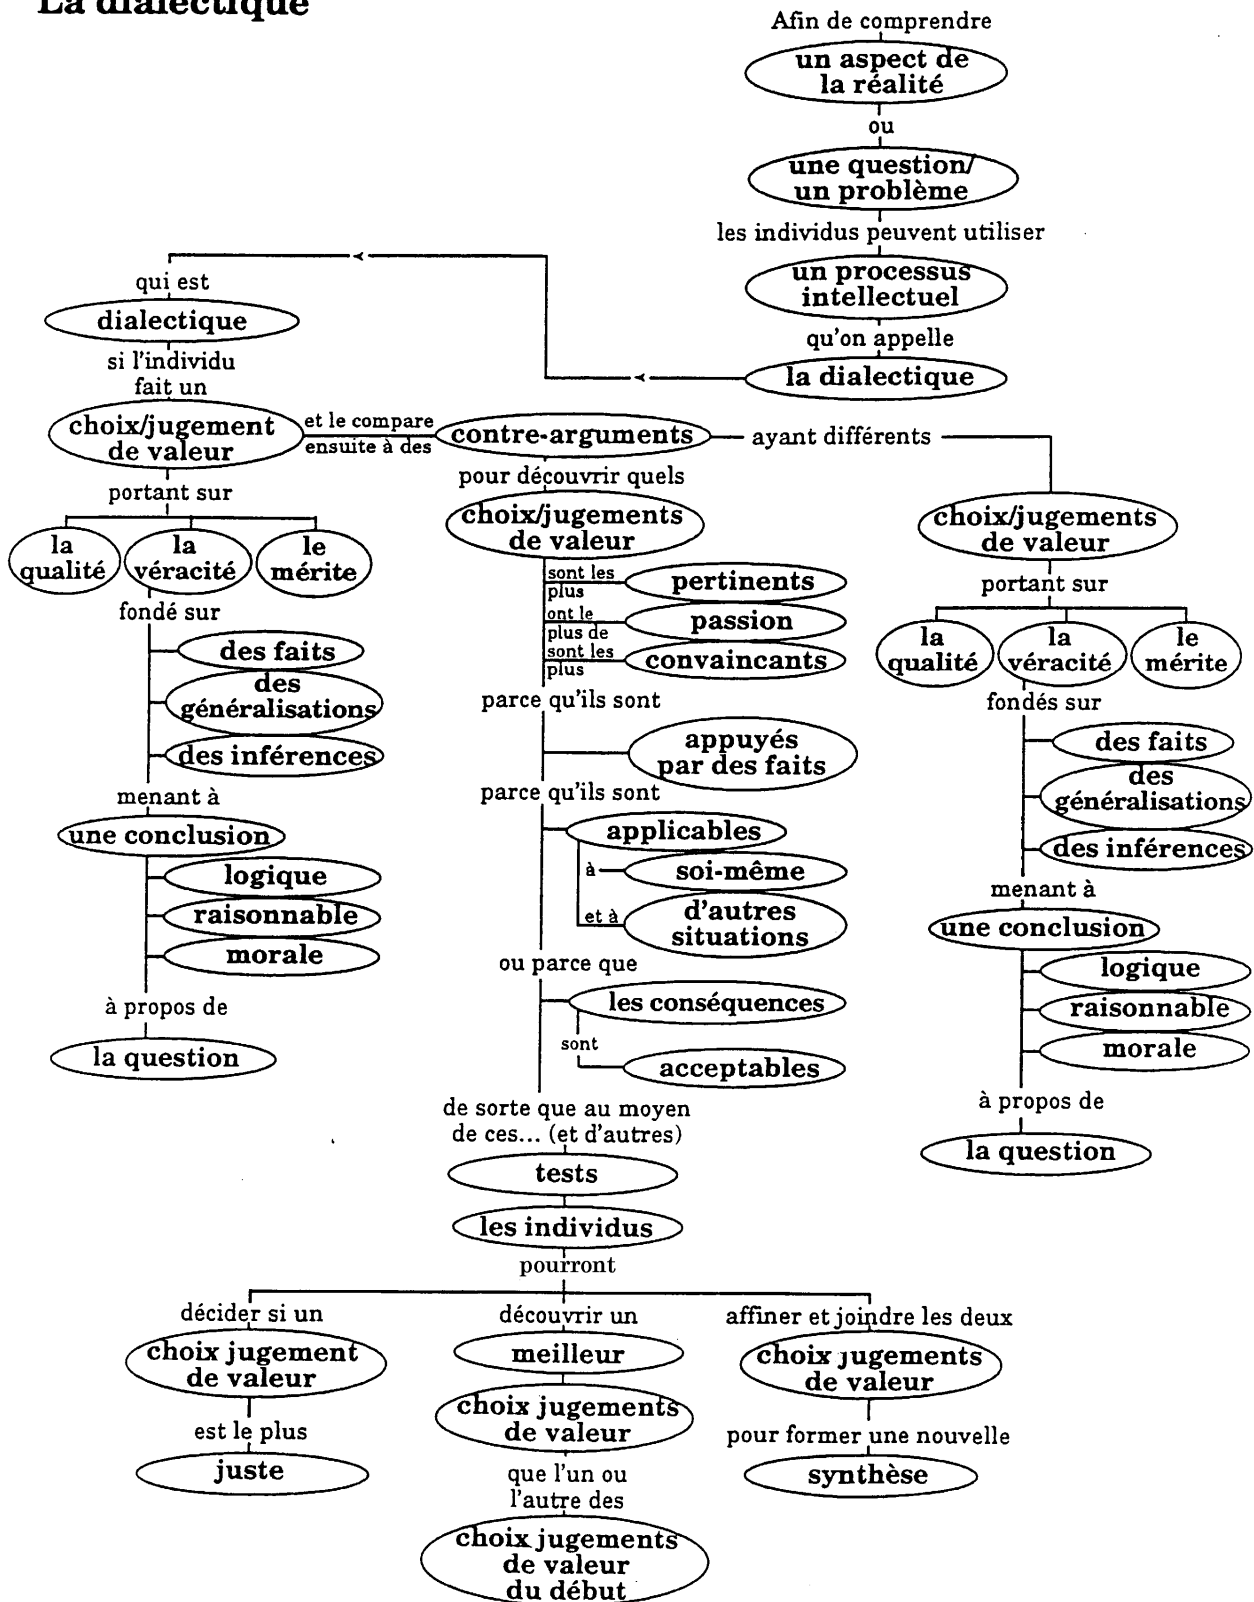 La dialectique
Afin de comprendre
un aspect de
la réalité
ou
une question/
un problème
les individus peuvent utiliser
un processus
intellectuel
qu'on appelle
la dialectique
qui est
dialectique
si l'individu
fait un
choix/jugement
de valeur
et le compare
ensuite à des
contre-arguments
ayant différents
portant sur
la
qualité
la
véracité
le
mérite
fondé sur
des faits
des
généralisations
des inférences
menant à
une conclusion
logique
raisonnable
morale
à propos de
la question
pour découvrir quels
choix/jugements
de valeur
sont les
plus
pertinents
ont le
plus de
passion
sont les
plus
convaincants
parce qu'ils sont
appuyés
par des faits
parce qu'ils sont
applicables
à
soi-même
et à
d'autres
situations
ou parce que
les conséquences
sont
acceptables
de sorte que au moyen
de ces... (et d'autres)
tests
les individus
pourront
choix/jugements
de valeur
portant sur
la
qualité
la
véracité
le
mérite
fondés sur
des faits
des
généralisations
des inférences
menant à
une conclusion
logique
raisonnable
morale
à propos de
la question
décider si un
choix jugement
de valeur
est le plus
juste
découvrir un
meilleur
choix jugements
de valeur
que l'un ou
l'autre des
choix jugements
de valeur
du début
affiner et joindre les deux
choix jugements
de valeur
pour former une nouvelle
synthèse